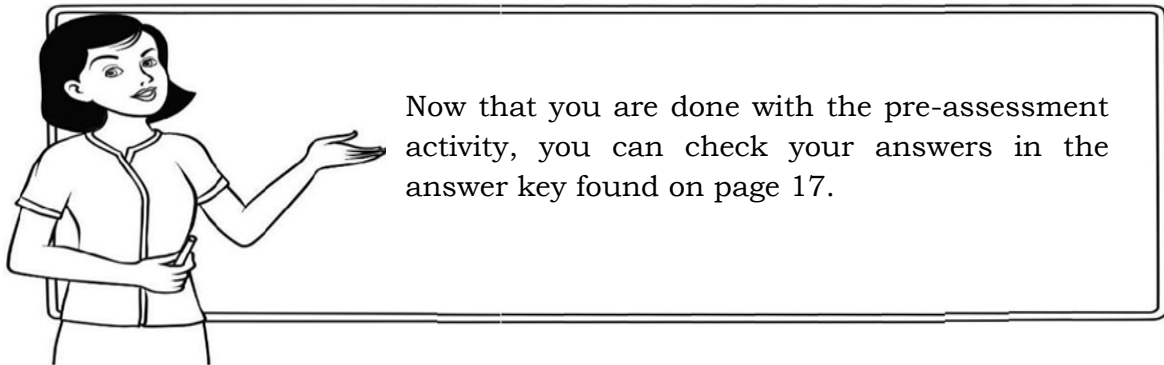 Now that you are done with the pre-assessment
activity, you can check your answers in the
answer key found on page 17.